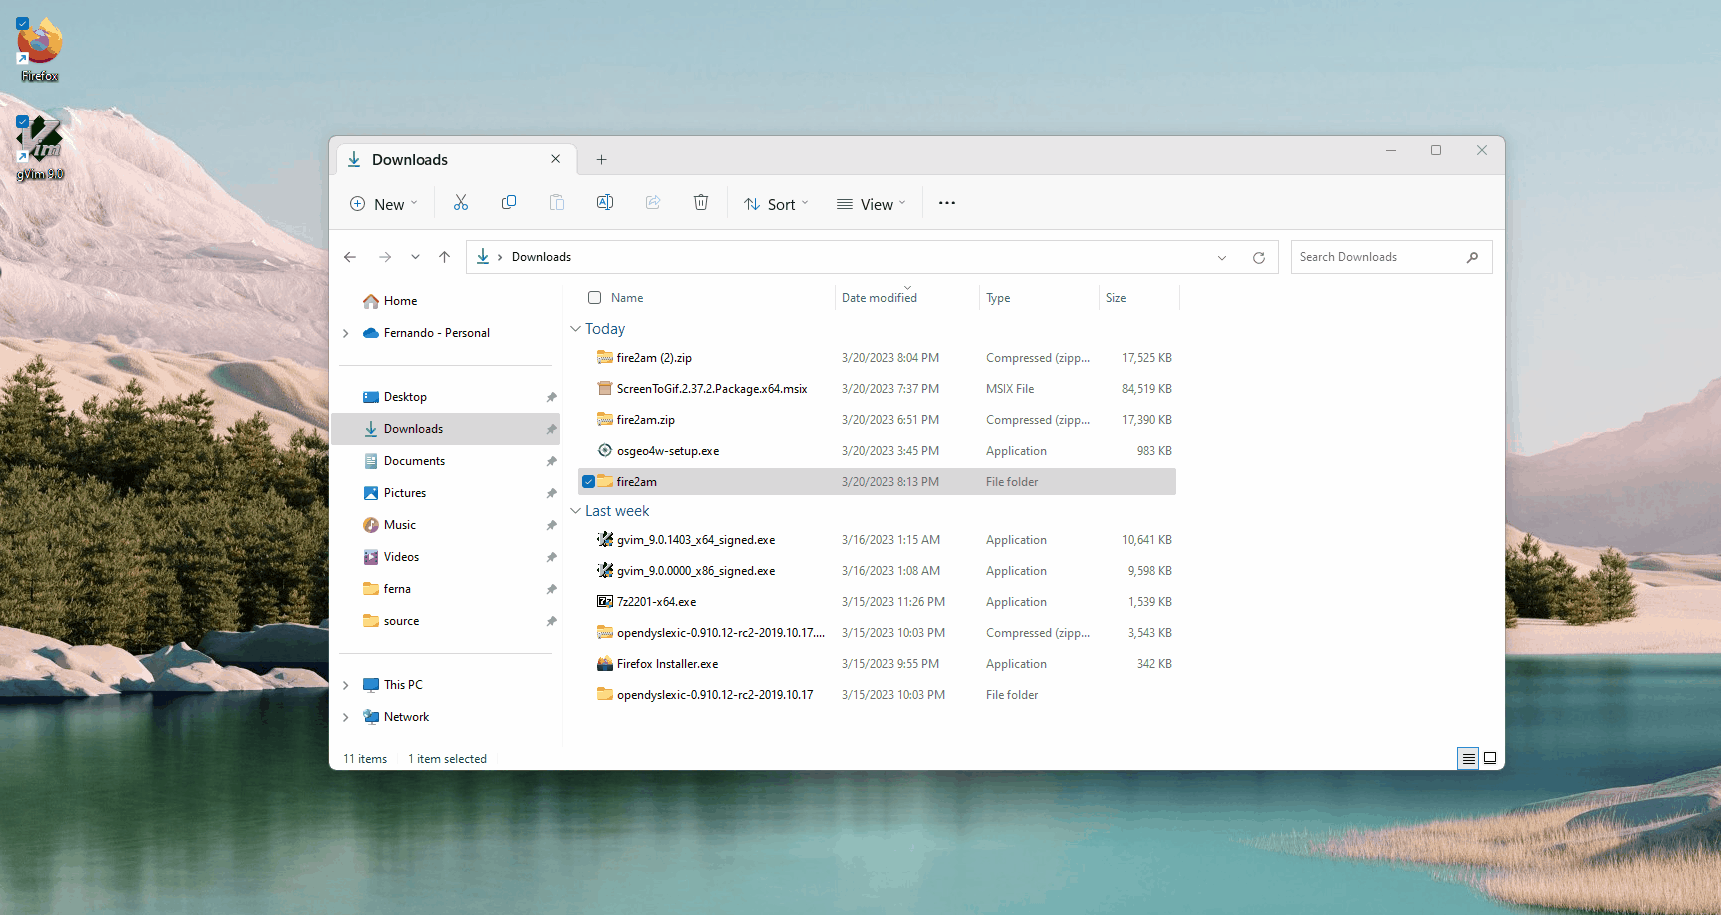 Firefox
gVim 9.0
Downloads
New
Sort
View
Downloads
Search Downloads
Home
Fernando - Personal
Desktop
Downloads
Documents
Pictures
Music
Videos
ferna
source
This PC
Network
Name Date modified Type Size
Today
fire2am (2).zip 3/20/2023 8:04 PM Compressed (zipp... 17,525 KB
ScreenToGif.2.37.2.Package.x64.msix 3/20/2023 7:37 PM MSIX File 84,519 KB
fire2am.zip 3/20/2023 6:51 PM Compressed (zipp... 17,390 KB
osgeo4w-setup.exe 3/20/2023 3:45 PM Application 983 KB
fire2am 3/20/2023 8:13 PM File folder
Last week
gvim_9.0.1403_x64_signed.exe 3/16/2023 1:15 AM Application 10,641 KB
gvim_9.0.0000_x86_signed.exe 3/16/2023 1:08 AM Application 9,598 KB
7z2201-x64.exe 3/15/2023 11:26 PM Application 1,539 KB
opendyslexic-0.910.12-rc2-2019.10.17.... 3/15/2023 10:03 PM Compressed (zipp... 3,543 KB
Firefox Installer.exe 3/15/2023 9:55 PM Application 342 KB
opendyslexic-0.910.12-rc2-2019.10.17 3/15/2023 10:03 PM File folder
11 items 1 item selected